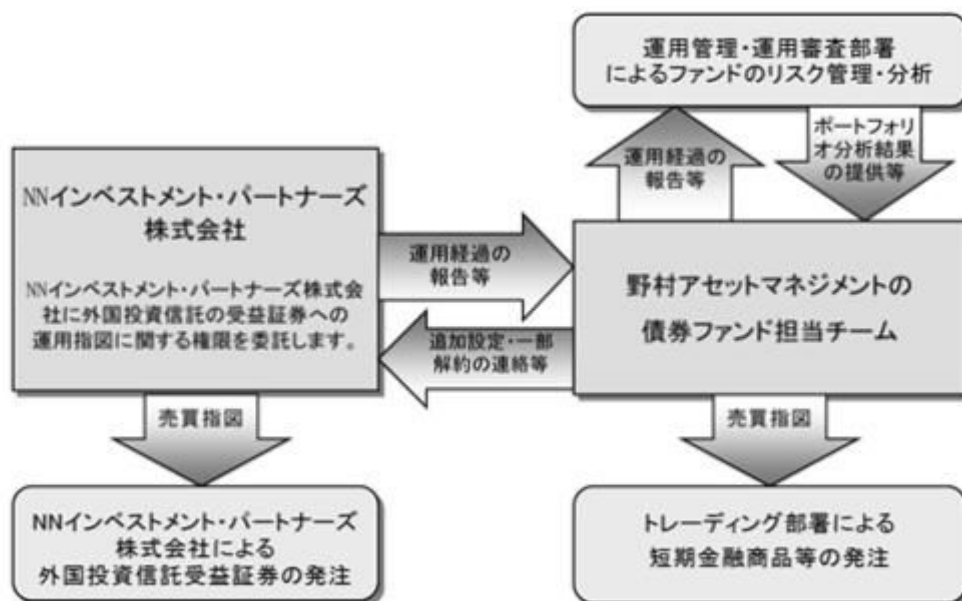 運用管理・運用審査部署
によるファンドのリスク管理・分析
運用経過の
報告等
ポートフォリ
オ分析結果
の提供等
NNインベストメント・パートナーズ
株式会社
NNインベストメント・パートナーズ株式会
社に外国投資信託の受益証券への
運用指図に関する権限を委託します。
運用経過の
報告等
追加設定・一部
解約の連絡等
野村アセットマネジメントの
債券ファンド担当チーム
売買指図
売買指図
NNインベストメント・パートナーズ
株式会社による
外国投資信託受益証券の発注
トレーディング部署による
短期金融商品等の発注